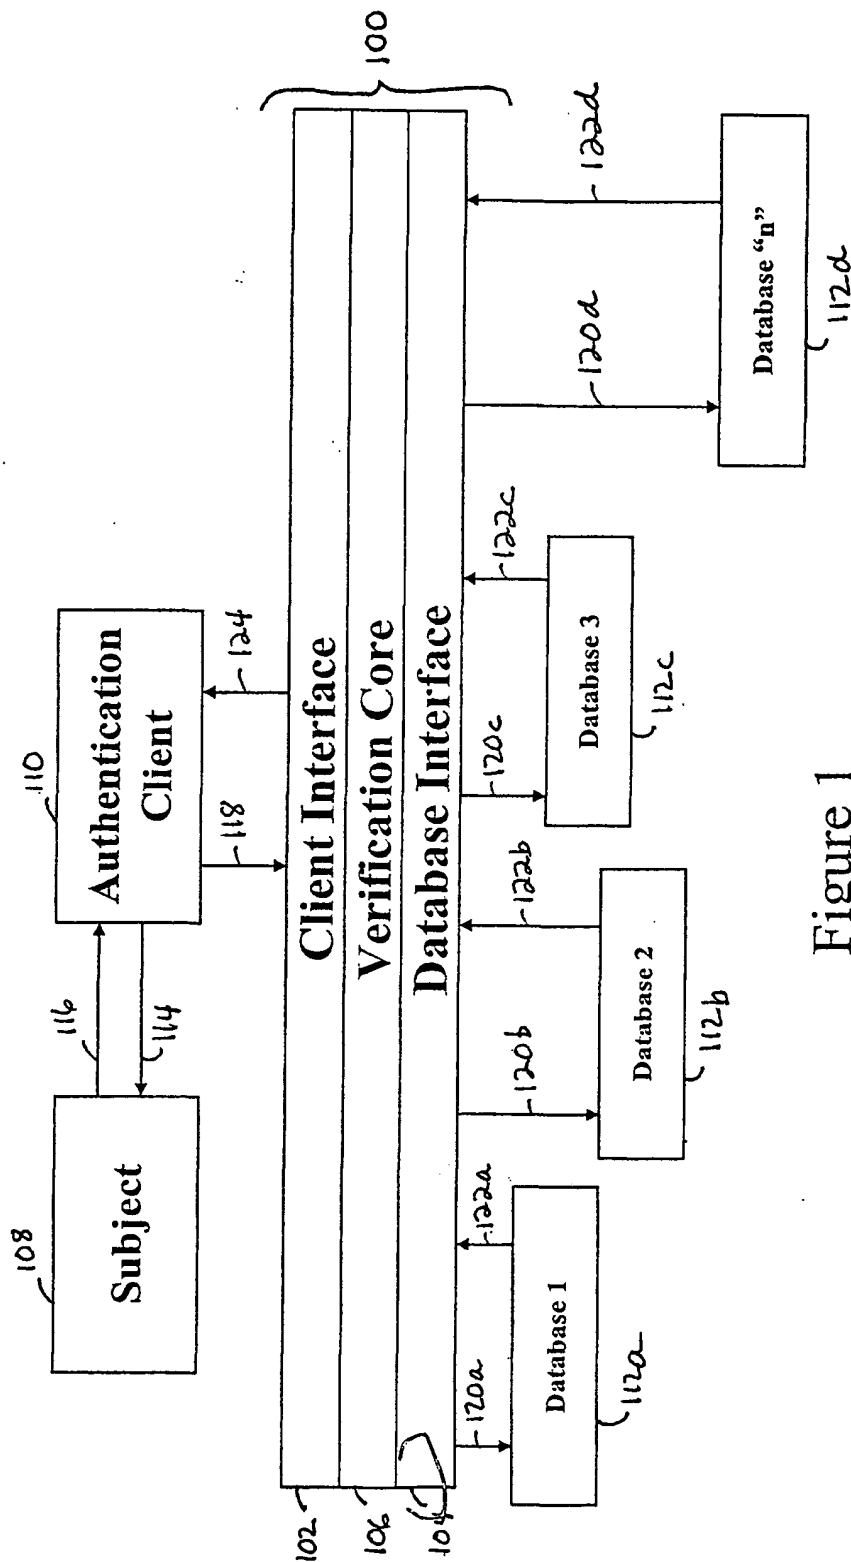 100
108
110
Subject
116
114
Authentication
Client
118
124
102
Client Interface
106
Verification Core
104
Database Interface
120a
122a
120b
122b
120c
122c
120d
122d
Database 1
112a
Database 2
112b
Database 3
112c
Database “n”
112d
Figure 1